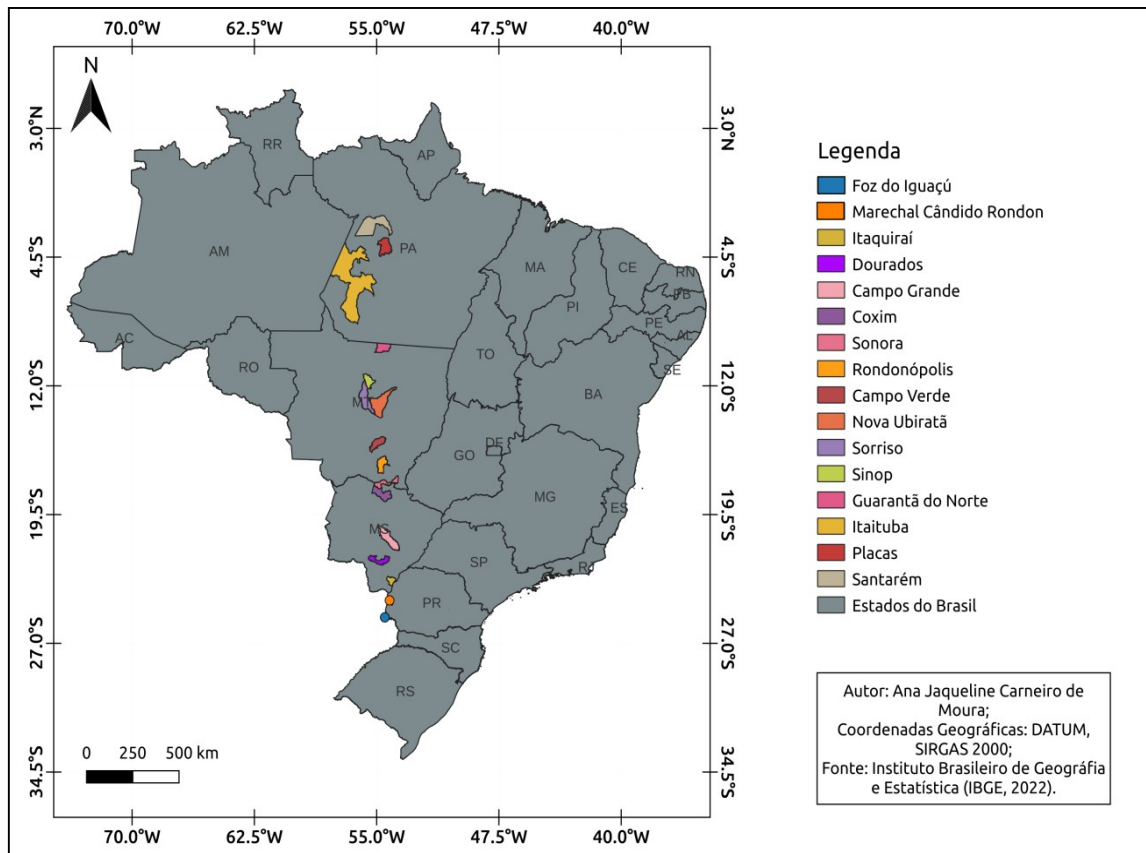 70.0°W 62.5°W 55.0°W 47.5°W 40.0°W
N
3.0°N
3.0°N
RR
AP
4.5°S
4.5°S
AM
PA
MA
CE
RN
PB
PI
PE
AL
AC
SE
RO
TO
12.0°S
12.0°S
MT
BA
GO
DF
MG
19.5°S
19.5°S
MS
ES
SP
RJ
PR
27.0°S
27.0°S
SC
RS
0 250 500 km
34.5°S
34.5°S
70.0°W 62.5°W 55.0°W 47.5°W 40.0°W
Legenda
Foz do Iguaçú
Marechal Cândido Rondon
Itaquiraí
Dourados
Campo Grande
Coxim
Sonora
Rondonópolis
Campo Verde
Nova Ubiratã
Sorriso
Sinop
Guarantã do Norte
Itaituba
Placas
Santarém
Estados do Brasil
Autor: Ana Jaqueline Carneiro de
Moura;
Coordenadas Geográficas: DATUM,
SIRGAS 2000;
Fonte: Instituto Brasileiro de Geográfia
e Estatística (IBGE, 2022).